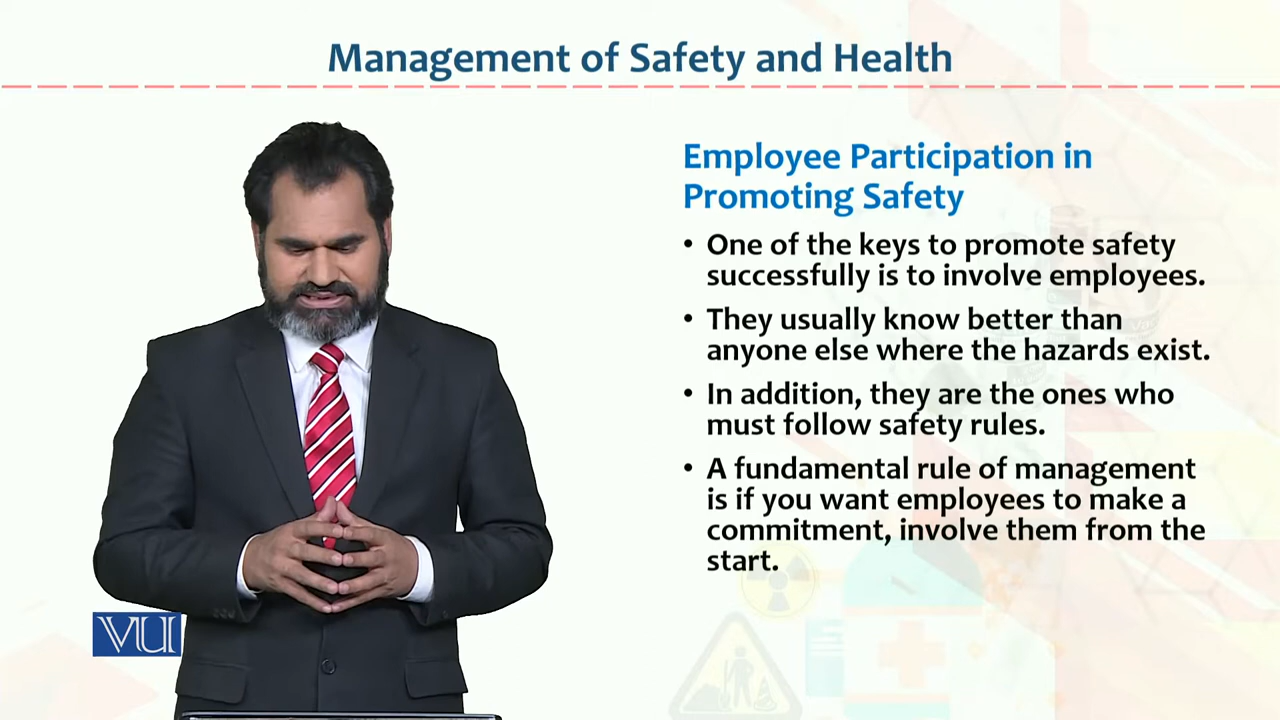 Management of Safety and Health
Employee Participation in
Promoting Safety
• One of the keys to promote safety
successfully is to involve employees.
• They usually know better than
anyone else where the hazards exist.
• In addition, they are the ones who
must follow safety rules.
• A fundamental rule of management
is if you want employees to make a
commitment, involve them from the
start.
VU